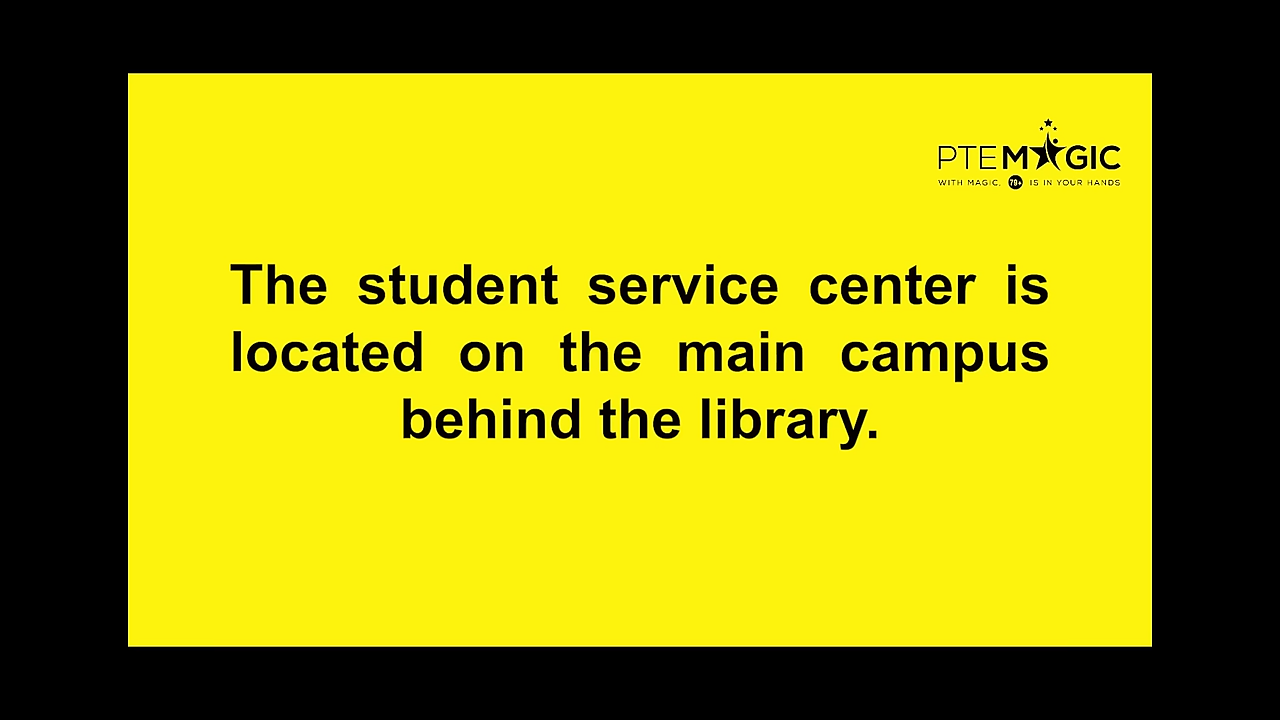 PTEMAGIC
WITH MAGIC, 79+ IS IN YOUR HANDS
The student service center is
located on the main campus
behind the library.